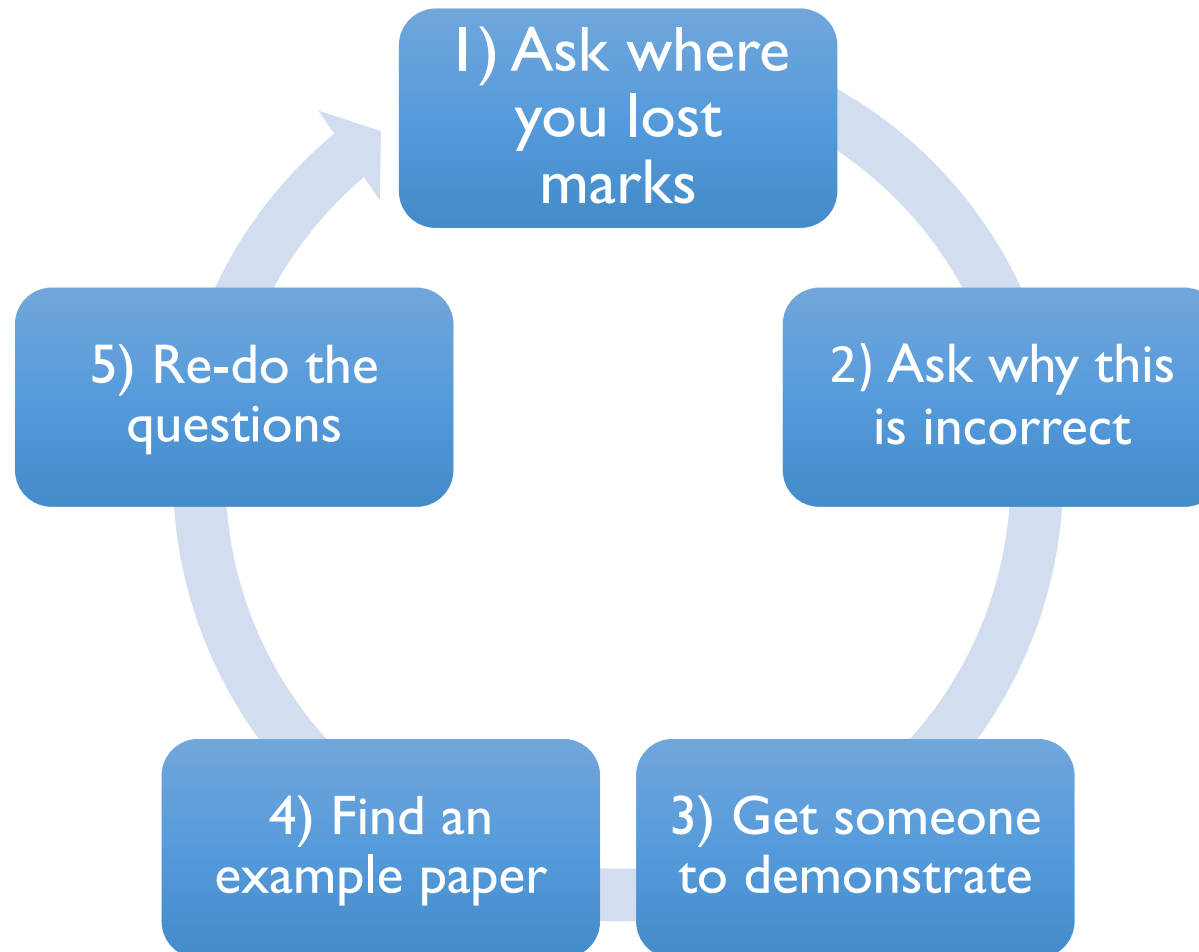 1) Ask where
you lost
marks
2) Ask why this
is incorrect
3) Get someone
to demonstrate
4) Find an
example paper
5) Re-do the
questions